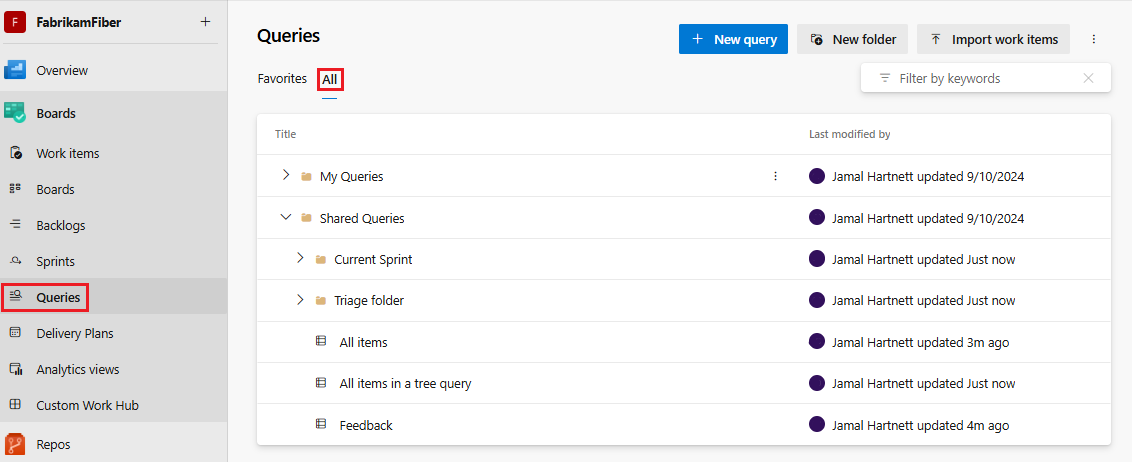 F FabrikamFiber +
Overview
Boards
Work items
Boards
Backlogs
Sprints
Queries
Delivery Plans
Analytics views
Custom Work Hub
Repos
Queries
+ New query New folder Import work items
Favorites All Filter by keywords
Title Last modified by
My Queries Jamal Hartnett updated 9/10/2024
Shared Queries Jamal Hartnett updated 9/10/2024
Current Sprint Jamal Hartnett updated Just now
Triage folder Jamal Hartnett updated Just now
All items Jamal Hartnett updated 3m ago
All items in a tree query Jamal Hartnett updated Just now
Feedback Jamal Hartnett updated 4m ago